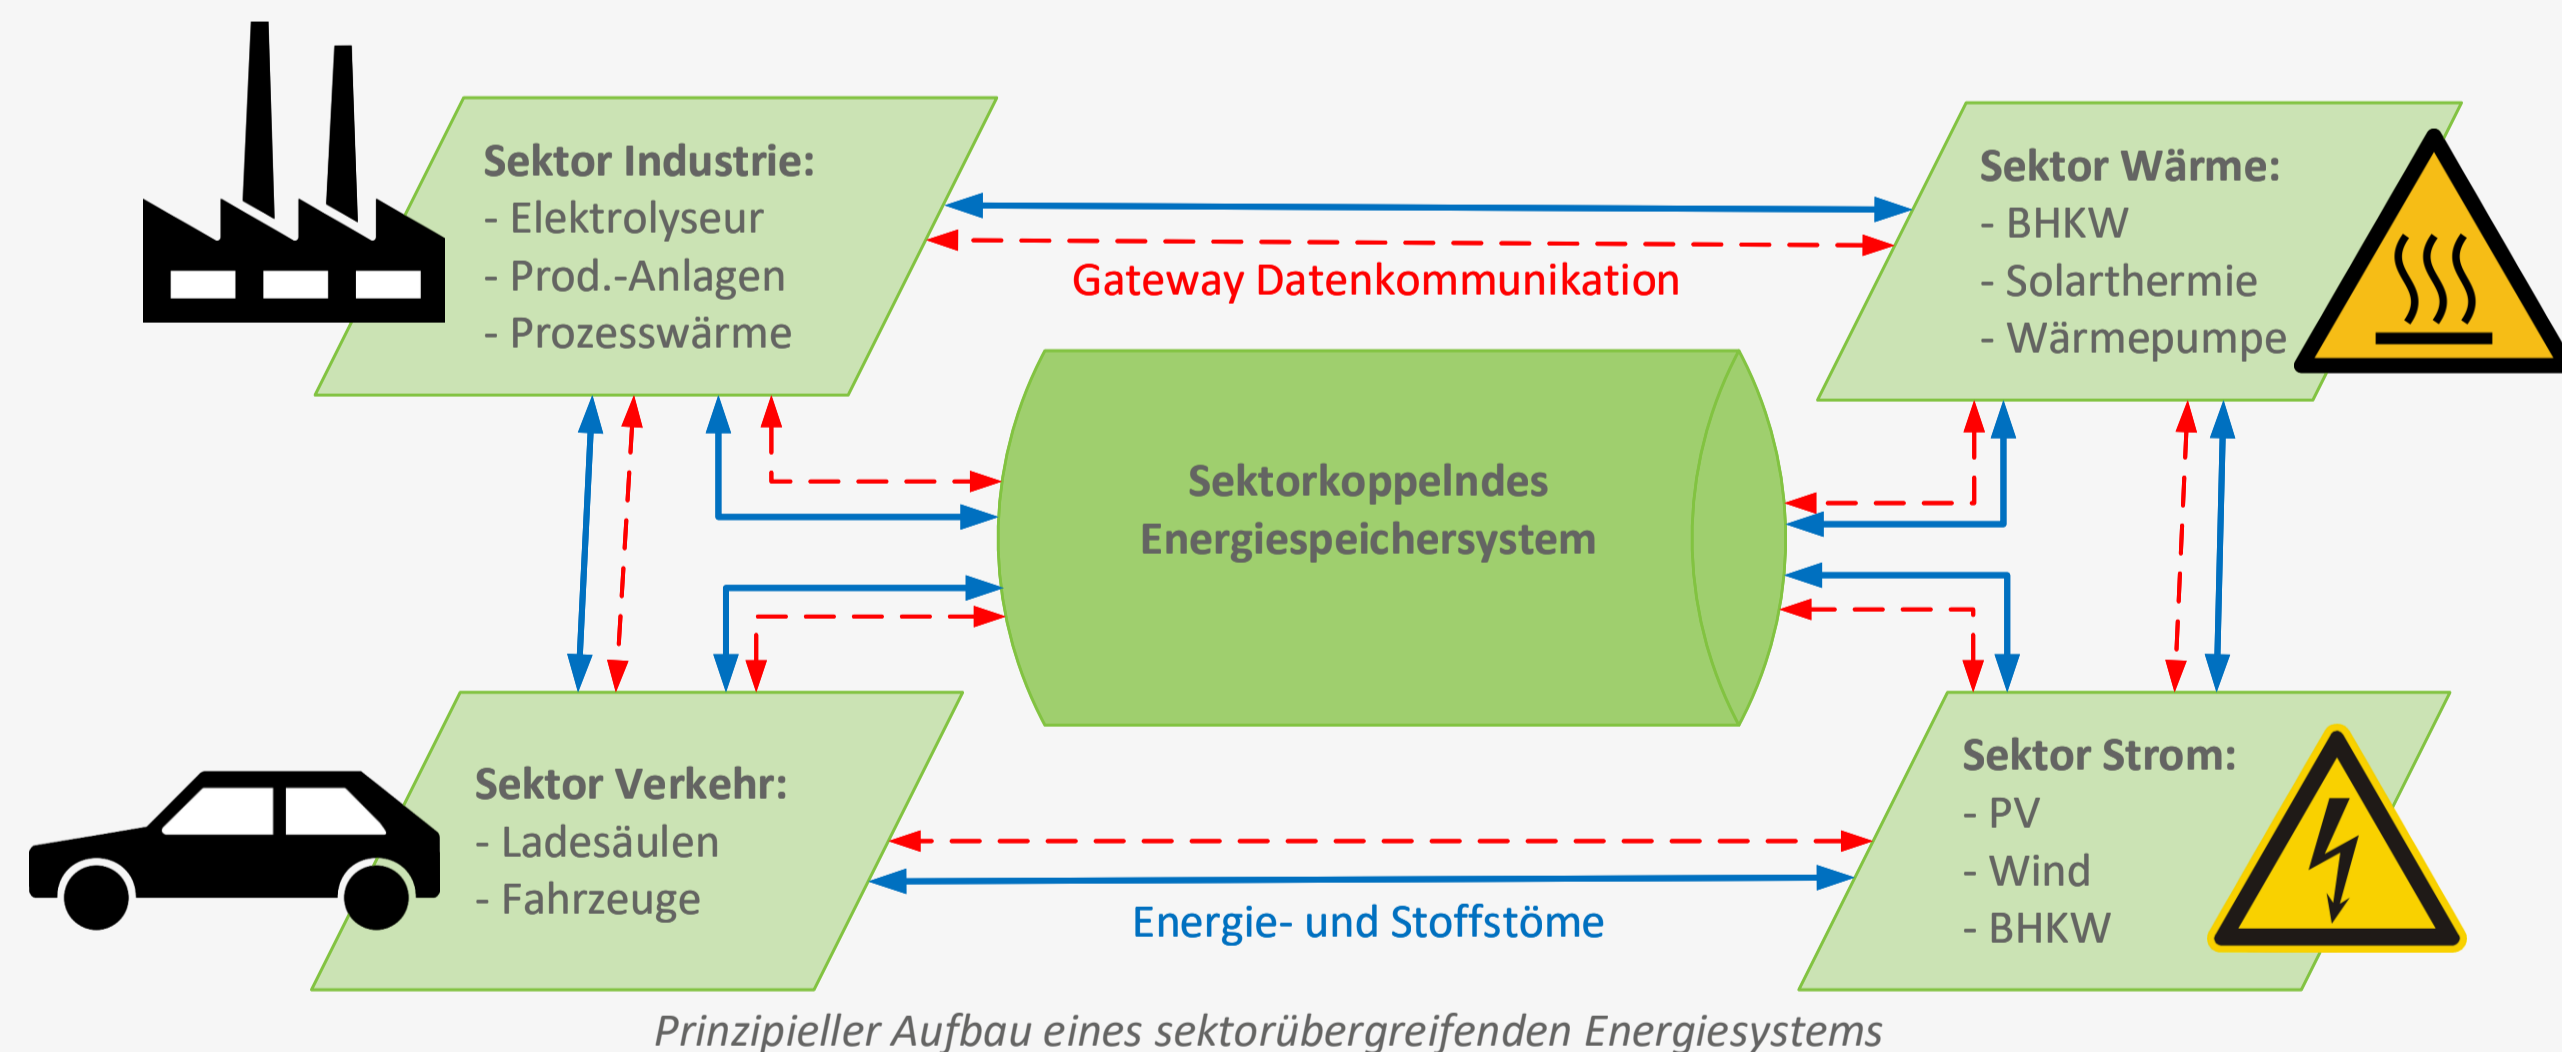 Sektor Industrie:
- Elektrolyseur
- Prod.-Anlagen
- Prozesswärme
Sektor Wärme:
- BHKW
- Solarthermie
- Wärmepumpe
Gateway Datenkommunikation
Sektorkoppelndes
Energiespeichersystem
Sektor Verkehr:
- Ladesäulen
- Fahrzeuge
Sektor Strom:
- PV
- Wind
- BHKW
Energie- und Stoffstöme
Prinzipieller Aufbau eines sektorübergreifenden Energiesystems